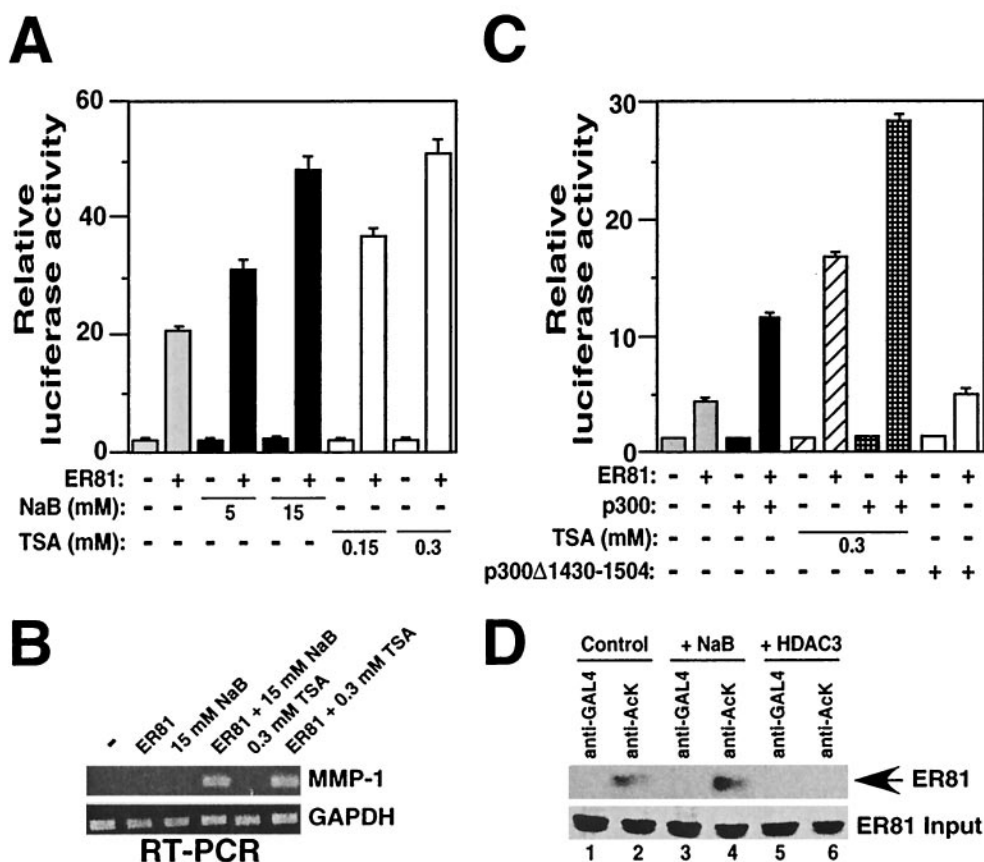 A
Relative
luciferase activity
60
40
20
0
ER81: - + - + - + - + - +
NaB (mM): - - 5 15 - - - -
TSA (mM): - - - - - - 0.15 0.3
C
Relative
luciferase activity
30
20
10
0
ER81: - + - + - + - + - +
p300: - - + + - - + + - -
TSA (mM): - - - - 0.3 - -
p300Δ1430-1504: - - - - - - - - + +
B
-
ER81
15 mM NaB
ER81 + 15 mM NaB
0.3 mM TSA
ER81 + 0.3 mM TSA
MMP-1
GAPDH
RT-PCR
D
Control + NaB + HDAC3
anti-GAL4 anti-AcK anti-GAL4 anti-AcK anti-GAL4 anti-AcK
ER81
ER81 Input
1 2 3 4 5 6